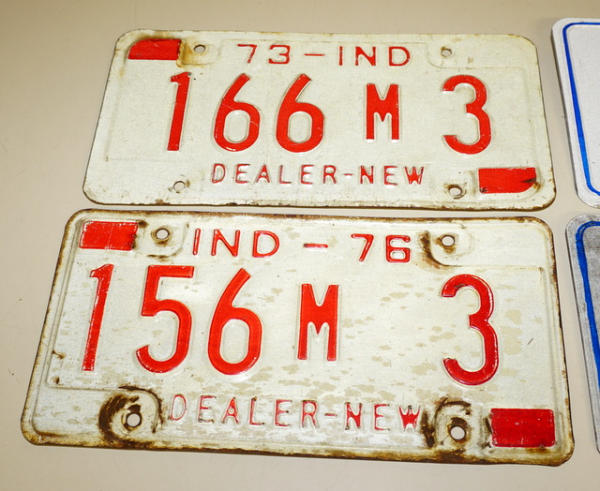 73-IND
166 M 3
DEALER-NEW
IND-76
156 M 3
DEALER-NEW